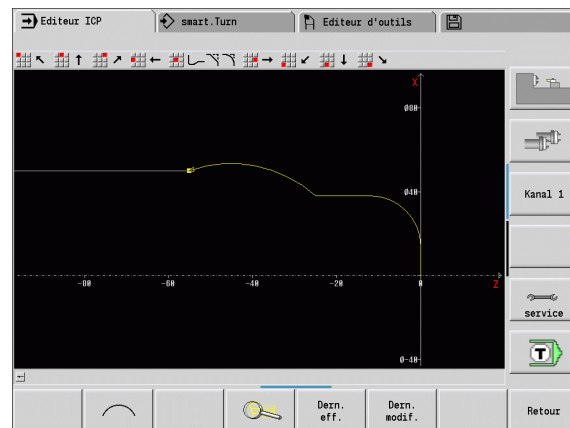 Editeur ICP
smart.Turn
Editeur d'outils
X
Ø80
Kanal 1
Ø40
-80 -60 -40 -20 0 Z
service
T
Ø-40
Dern. eff.
Dern. modif.
Retour